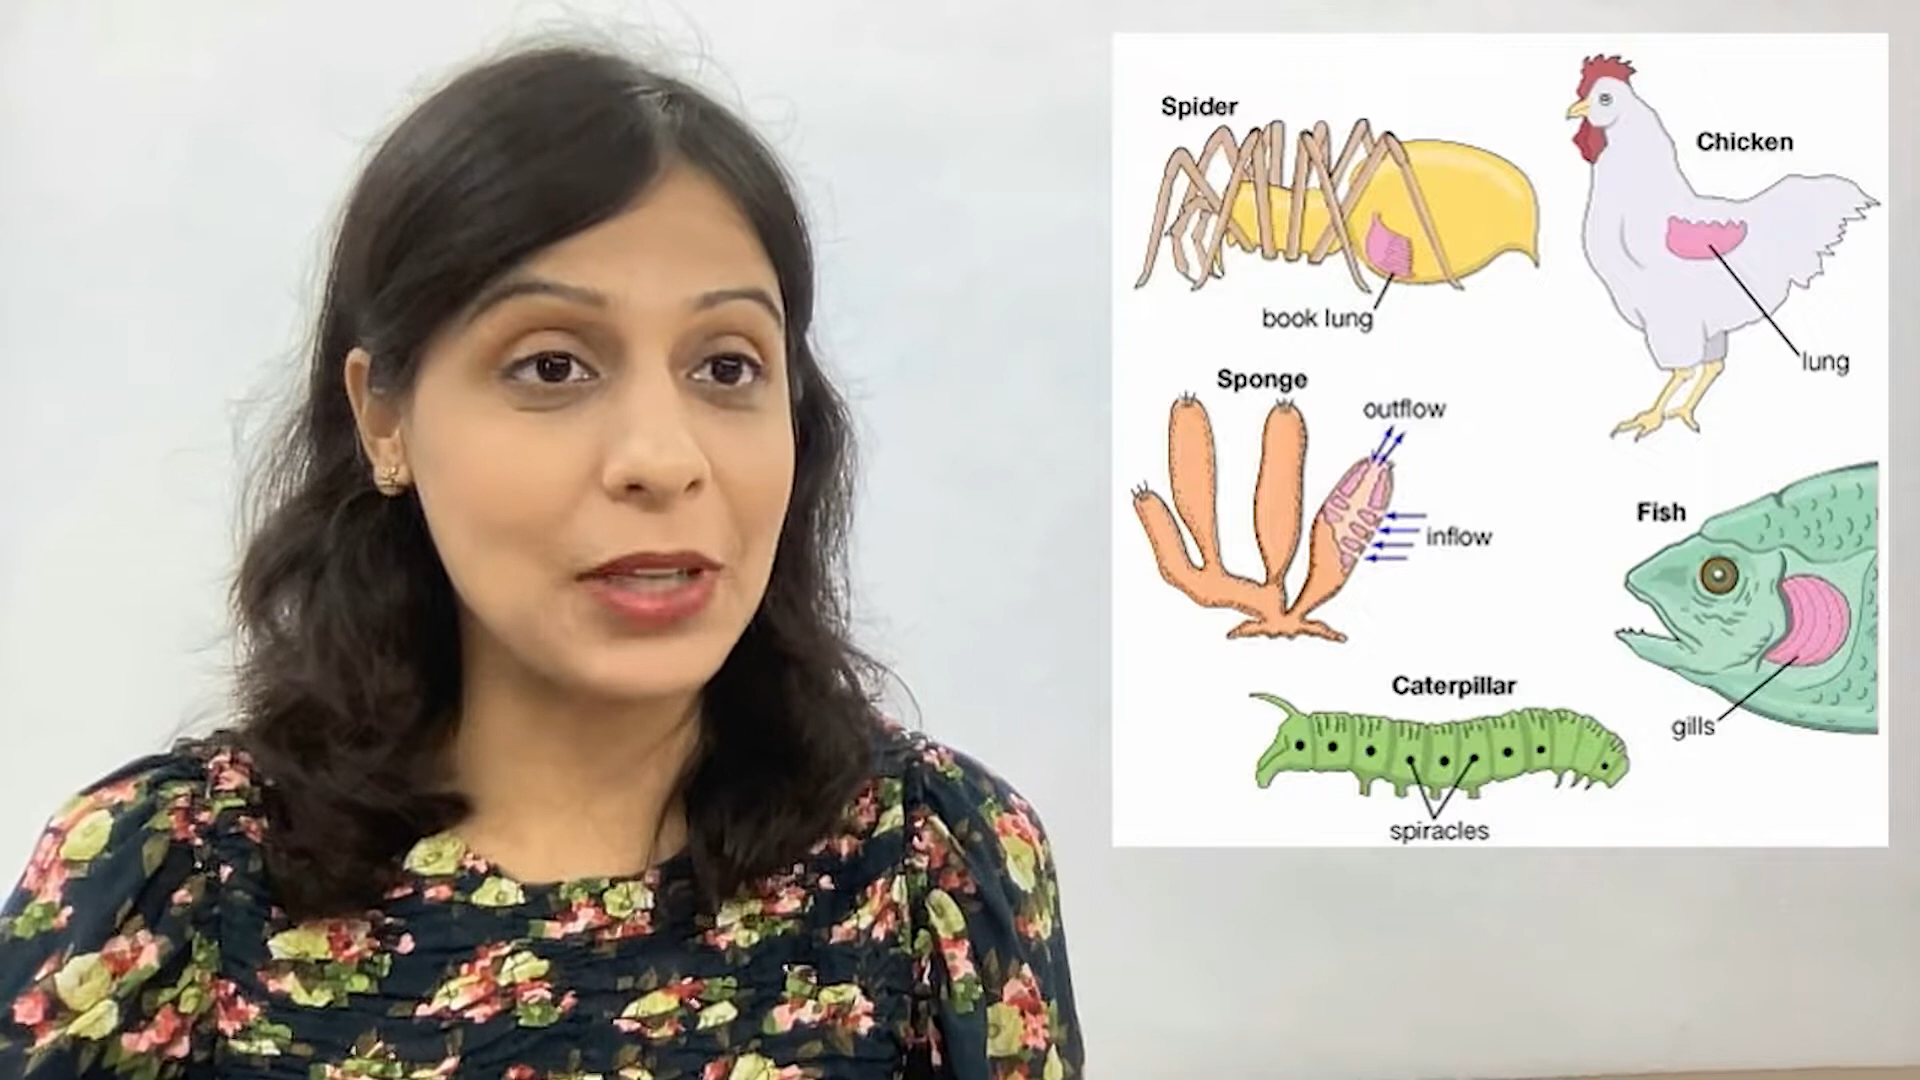 Spider
Chicken
book lung
lung
Sponge
outflow
Fish
inflow
Caterpillar
gills
spiracles